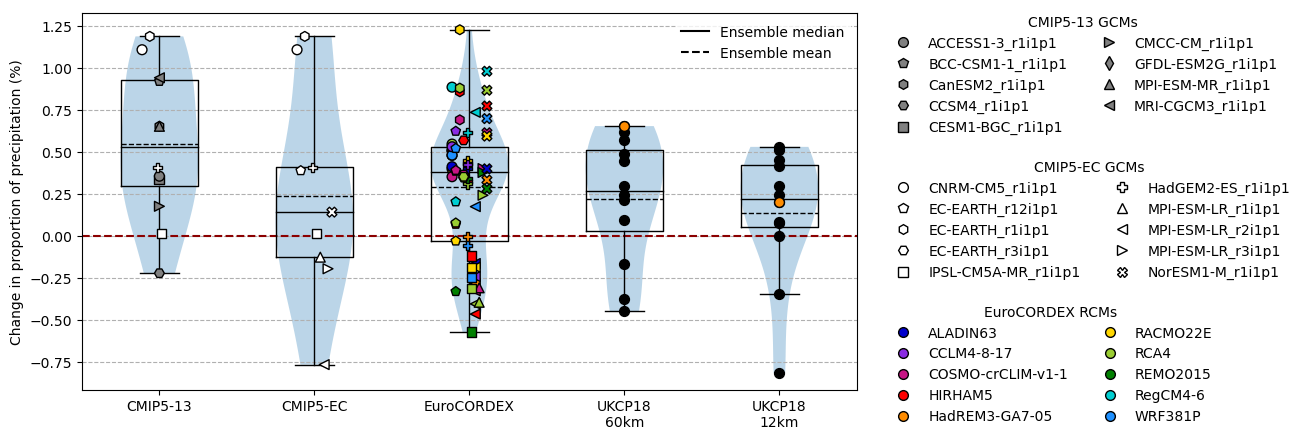 Change in proportion of precipitation (%)
1.25
1.00
0.75
0.50
0.25
0.00
−0.25
−0.50
−0.75
Ensemble median
Ensemble mean
CMIP5-13
CMIP5-EC
EuroCORDEX
UKCP18
60km
UKCP18
12km
CMIP5-13 GCMs
ACCESS1-3_r1i1p1
BCC-CSM1-1_r1i1p1
CanESM2_r1i1p1
CCSM4_r1i1p1
CESM1-BGC_r1i1p1
CMCC-CM_r1i1p1
GFDL-ESM2G_r1i1p1
MPI-ESM-MR_r1i1p1
MRI-CGCM3_r1i1p1
CMIP5-EC GCMs
CNRM-CM5_r1i1p1
EC-EARTH_r12i1p1
EC-EARTH_r1i1p1
EC-EARTH_r3i1p1
IPSL-CM5A-MR_r1i1p1
HadGEM2-ES_r1i1p1
MPI-ESM-LR_r1i1p1
MPI-ESM-LR_r2i1p1
MPI-ESM-LR_r3i1p1
NorESM1-M_r1i1p1
EuroCORDEX RCMs
ALADIN63
CCLM4-8-17
COSMO-crCLIM-v1-1
HIRHAM5
HadREM3-GA7-05
RACMO22E
RCA4
REMO2015
RegCM4-6
WRF381P